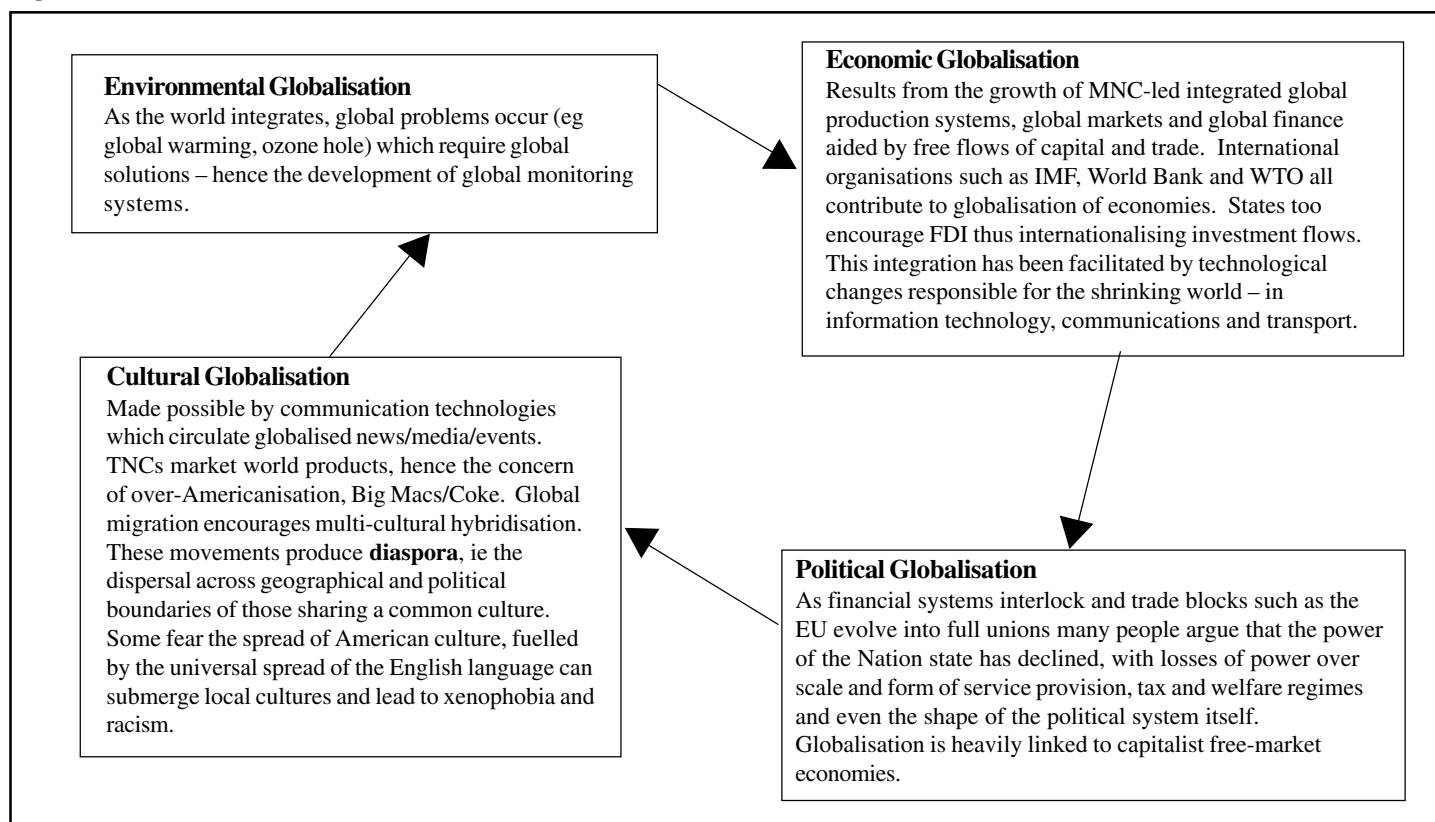 Environmental Globalisation
As the world integrates, global problems occur (eg
global warming, ozone hole) which require global
solutions – hence the development of global monitoring
systems.
Economic Globalisation
Results from the growth of MNC-led integrated global
production systems, global markets and global finance
aided by free flows of capital and trade.  International
organisations such as IMF, World Bank and WTO all
contribute to globalisation of economies.  States too
encourage FDI thus internationalising investment flows.
This integration has been facilitated by technological
changes responsible for the shrinking world – in
information technology, communications and transport.
Cultural Globalisation
Made possible by communication technologies
which circulate globalised news/media/events.
TNCs market world products, hence the concern
of over-Americanisation, Big Macs/Coke.  Global
migration encourages multi-cultural hybridisation.
These movements produce diaspora, ie the
dispersal across geographical and political
boundaries of those sharing a common culture.
Some fear the spread of American culture, fuelled
by the universal spread of the English language can
submerge local cultures and lead to xenophobia and
racism.
Political Globalisation
As financial systems interlock and trade blocks such as the
EU evolve into full unions many people argue that the power
of the Nation state has declined, with losses of power over
scale and form of service provision, tax and welfare regimes
and even the shape of the political system itself.
Globalisation is heavily linked to capitalist free-market
economies.